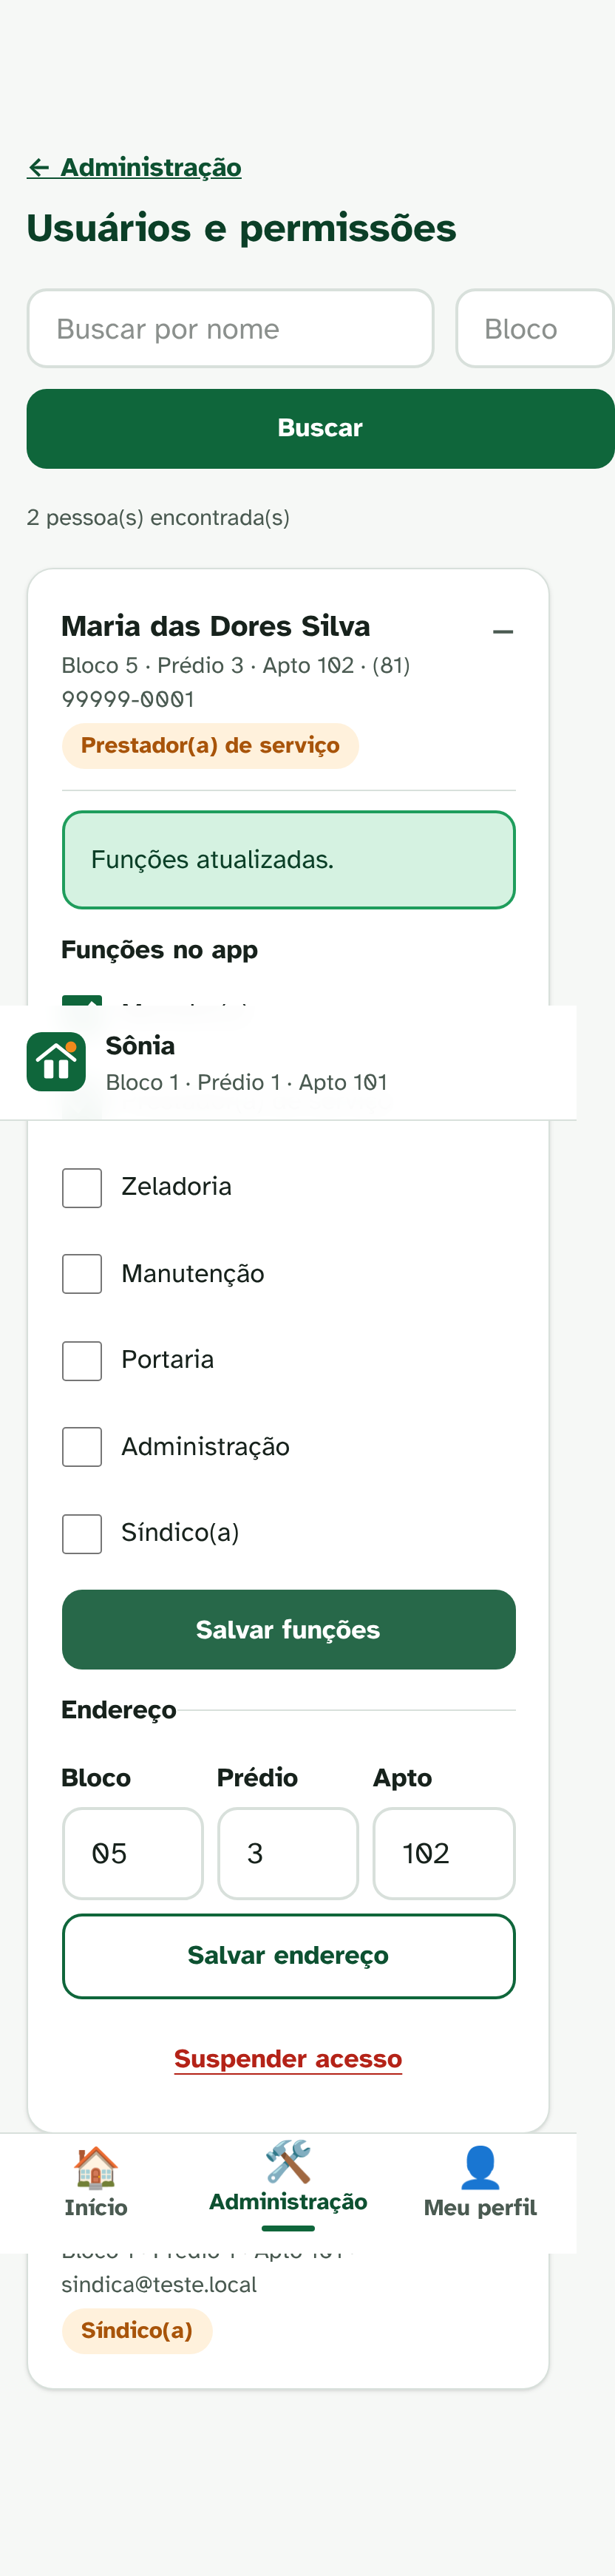 ← Administração
Usuários e permissões
Buscar por nome
Bloco
Buscar
2 pessoa(s) encontrada(s)
Maria das Dores Silva
Bloco 5 · Prédio 3 · Apto 102 · (81)
99999-0001
Prestador(a) de serviço
Funções atualizadas.
Funções no app
Sônia
Bloco 1 · Prédio 1 · Apto 101
Zeladoria
Manutenção
Portaria
Administração
Síndico(a)
Salvar funções
Endereço
Bloco Prédio Apto
05 3 102
Salvar endereço
Suspender acesso
Início Administração Meu perfil
sindica@teste.local
Síndico(a)